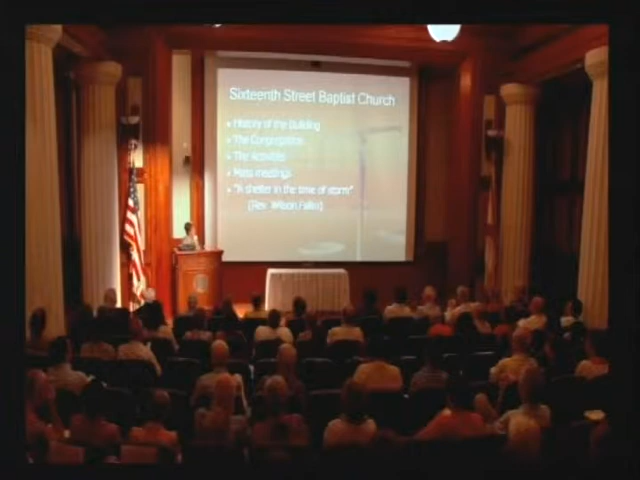 Sixteenth Street Baptist Church
• History of the Building
• The Congregation
• The Activities
• Mass meetings
• "A shelter in the time of storm"
(Rev. Wilson Fallin)